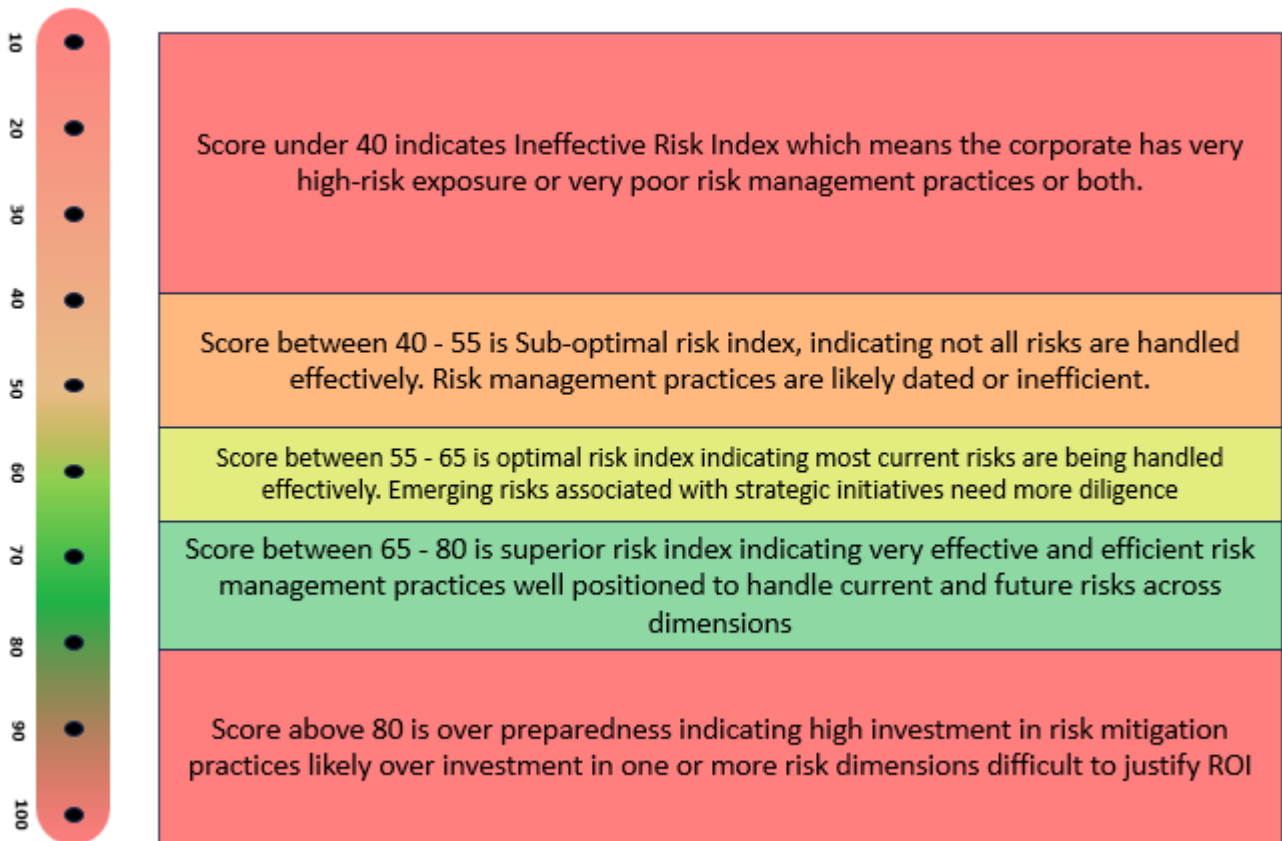 10
20
30
40
50
60
70
80
90
100
Score under 40 indicates Ineffective Risk Index which means the corporate has very
high-risk exposure or very poor risk management practices or both.
Score between 40 - 55 is Sub-optimal risk index, indicating not all risks are handled
effectively. Risk management practices are likely dated or inefficient.
Score between 55 - 65 is optimal risk index indicating most current risks are being handled
effectively. Emerging risks associated with strategic initiatives need more diligence
Score between 65 - 80 is superior risk index indicating very effective and efficient risk
management practices well positioned to handle current and future risks across
dimensions
Score above 80 is over preparedness indicating high investment in risk mitigation
practices likely over investment in one or more risk dimensions difficult to justify ROI